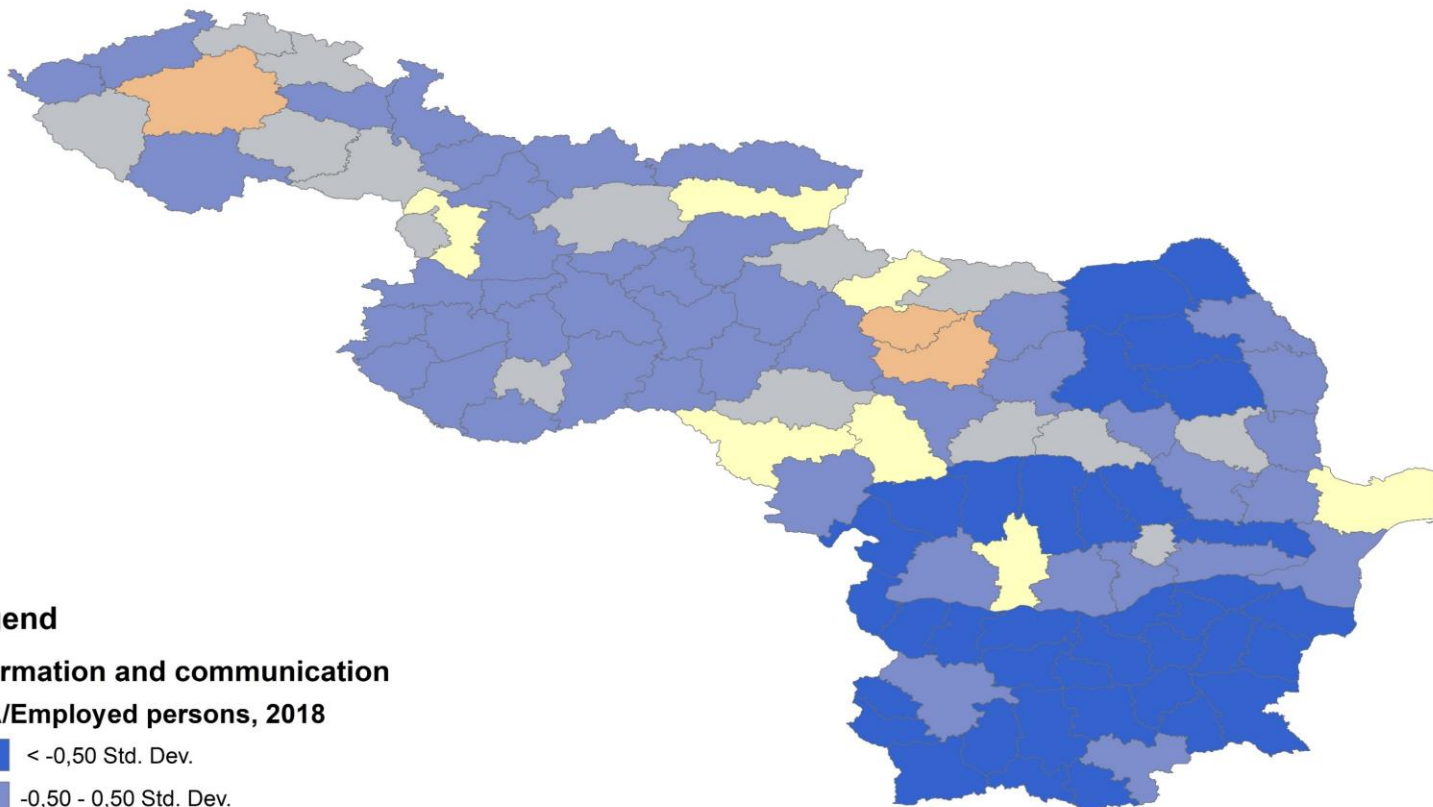 end
rmation and communication
/Employed persons, 2018
< -0,50 Std. Dev.
-0,50 - 0,50 Std. Dev.